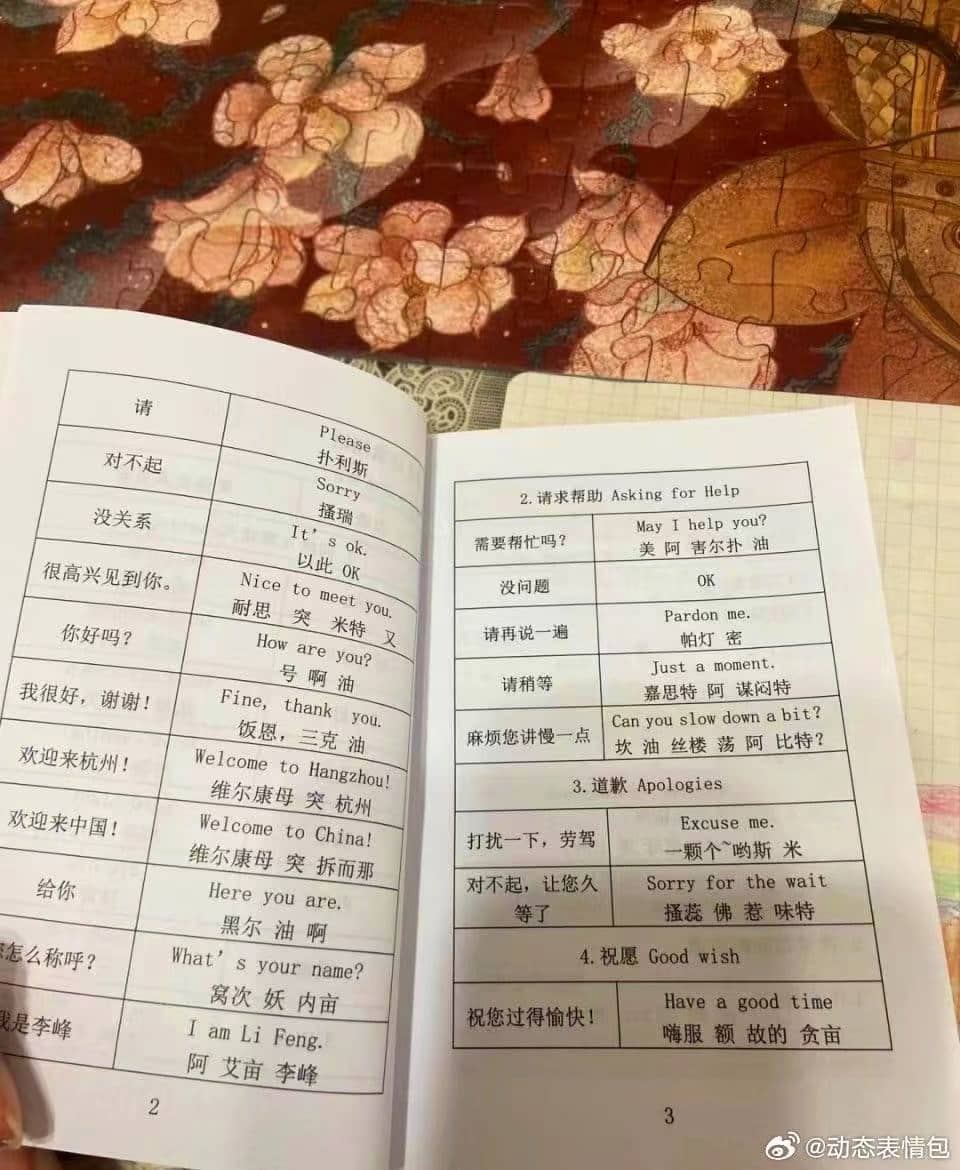 请
Please
扑利斯
对不起
Sorry
搔瑞
没关系
It's ok.
以此 OK
很高兴见到你。
Nice to meet you.
耐思 突 米特 又
你好吗？
How are you?
号 啊 油
我很好，谢谢！
Fine, thank you.
饭恩，三克 油
欢迎来杭州！
Welcome to Hangzhou!
维尔康母 突 杭州
欢迎来中国！
Welcome to China!
维尔康母 突 拆而那
给你
Here you are.
黑尔 油 啊
怎么称呼？
What's your name?
窝次 妖 内亩
我是李峰
I am Li Feng.
阿 艾亩 李峰
2
2.请求帮助 Asking for Help
需要帮忙吗？
May I help you?
美 阿 害尔扑 油
没问题
OK
请再说一遍
Pardon me.
帕灯 密
请稍等
Just a moment.
嘉思特 阿 谋闷特
麻烦您讲慢一点
Can you slow down a bit?
坎 油 丝楼 荡 阿 比特？
3.道歉 Apologies
打扰一下，劳驾
Excuse me.
一颗个~哟斯 米
对不起，让您久
等了
Sorry for the wait
搔蕊 佛 惹 味特
4.祝愿 Good wish
祝您过得愉快！
Have a good time
嗨服 额 故的 贪亩
3
@动态表情包